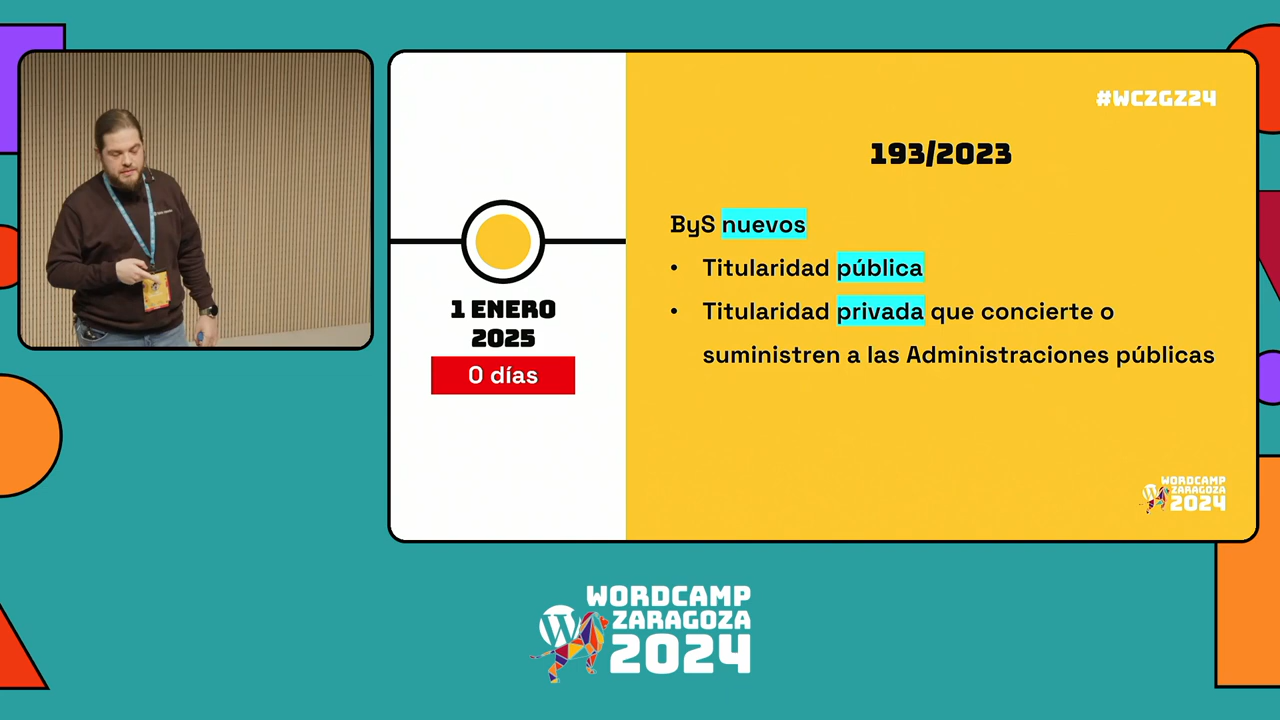 #WCZGZ24
193/2023
ByS nuevos
• Titularidad pública
• Titularidad privada que concierte o
suministren a las Administraciones públicas
1 ENERO
2025
0 días
WORDCAMP
ZARAGOZA
2024
WORDCAMP
ZARAGOZA
2024